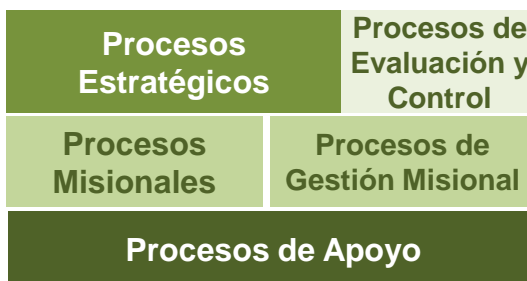 Procesos
Estratégicos
Procesos de
Evaluación y
Control
Procesos
Misionales
Procesos de
Gestión Misional
Procesos de Apoyo